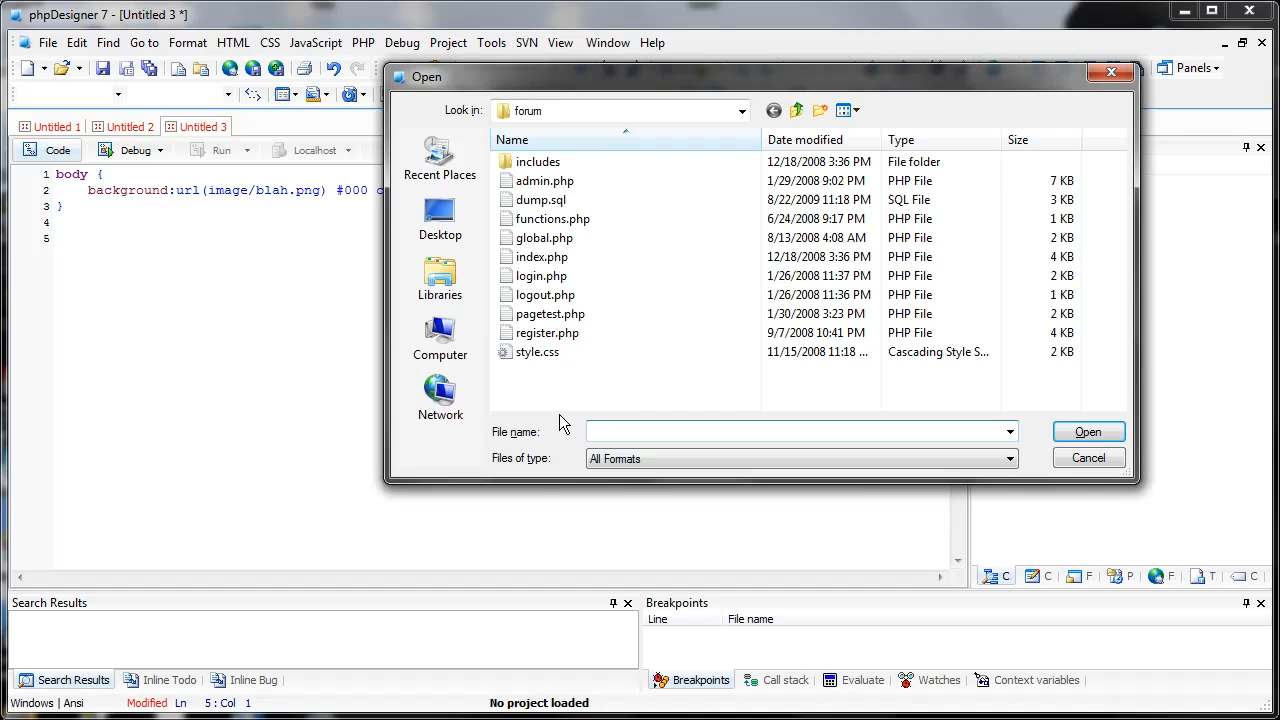 phpDesigner 7 - [Untitled 3 *]
File Edit Find Go to Format HTML CSS JavaScript PHP Debug Project Tools SVN View Window Help
Panels
Untitled 1 Untitled 2 Untitled 3
Code Debug Run Localhost
1 body {
2 background:url(image/blah.png) #000 c
3 }
4
5
Open
Look in: forum
Name Date modified Type Size
includes 12/18/2008 3:36 PM File folder
admin.php 1/29/2008 9:02 PM PHP File 7 KB
dump.sql 8/22/2009 11:18 PM SQL File 3 KB
functions.php 6/24/2008 9:17 PM PHP File 1 KB
global.php 8/13/2008 4:08 AM PHP File 2 KB
index.php 12/18/2008 3:36 PM PHP File 4 KB
login.php 1/26/2008 11:37 PM PHP File 2 KB
logout.php 1/26/2008 11:36 PM PHP File 1 KB
pagetest.php 1/30/2008 3:23 PM PHP File 2 KB
register.php 9/7/2008 10:41 PM PHP File 4 KB
style.css 11/15/2008 11:18 ... Cascading Style S... 2 KB
Recent Places
Desktop
Libraries
Computer
Network
File name: Open
Files of type: All Formats Cancel
C C F P F T C
Search Results Breakpoints
Line File name
Search Results Inline Todo Inline Bug Breakpoints Call stack Evaluate Watches Context variables
Windows | Ansi Modified Ln 5 : Col 1 No project loaded